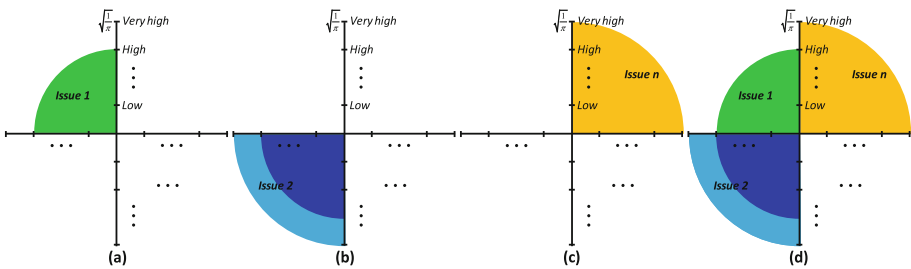 √1/π Very high
High
Issue 1
Low
(a)
√1/π Very high
High
Low
Issue 2
(b)
√1/π Very high
High
Issue n
Low
(c)
√1/π Very high
High
Issue n
Issue 1
Low
Issue 2
(d)